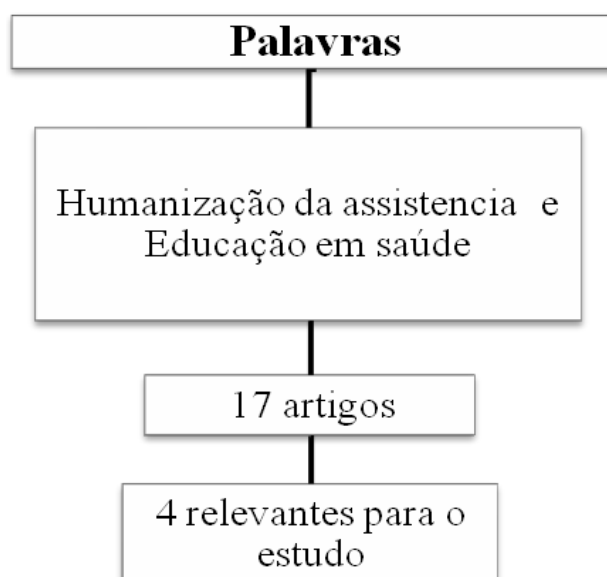 Palavras
Humanização da assistencia e
Educação em saúde
17 artigos
4 relevantes para o
estudo